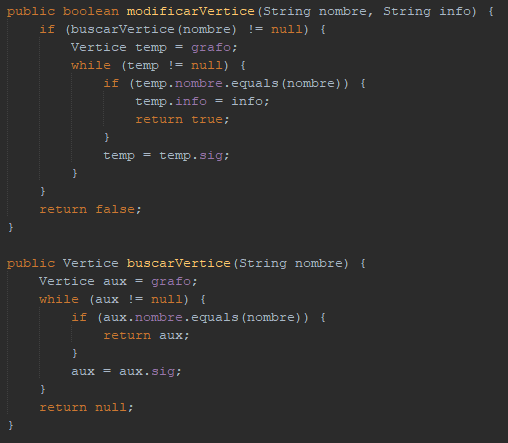 public boolean modificarVertice(String nombre, String info) {
    if (buscarVertice(nombre) != null) {
        Vertice temp = grafo;
        while (temp != null) {
            if (temp.nombre.equals(nombre)) {
                temp.info = info;
                return true;
            }
            temp = temp.sig;
        }
    }
    return false;
}

public Vertice buscarVertice(String nombre) {
    Vertice aux = grafo;
    while (aux != null) {
        if (aux.nombre.equals(nombre)) {
            return aux;
        }
        aux = aux.sig;
    }
    return null;
}